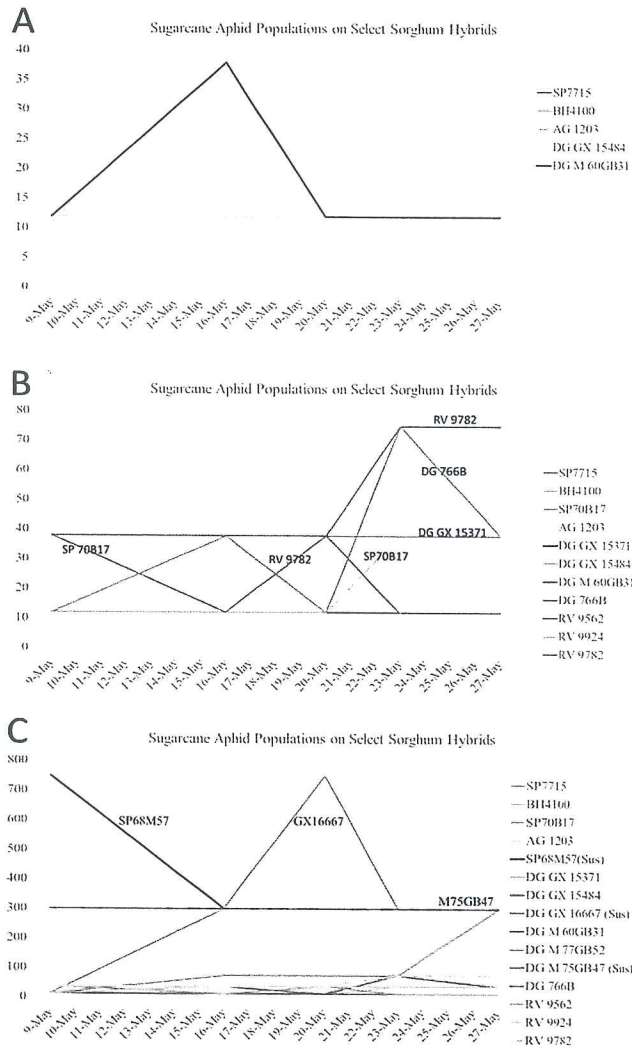 A
Sugarcane Aphid Populations on Select Sorghum Hybrids
40
35
30
25
20
15
10
5
0
9-May
10-May
11-May
12-May
13-May
14-May
15-May
16-May
17-May
18-May
19-May
20-May
21-May
22-May
23-May
24-May
25-May
26-May
27-May
SP7715
BH4100
AG 1203
DG GX 15484
DG M 60GB31
B
Sugarcane Aphid Populations on Select Sorghum Hybrids
80
70
60
50
40
30
20
10
0
RV 9782
DG 766B
DG GX 15371
SP 70B17
RV 9782
SP70B17
9-May
10-May
11-May
12-May
13-May
14-May
15-May
16-May
17-May
18-May
19-May
20-May
21-May
22-May
23-May
24-May
25-May
26-May
27-May
SP7715
BH4100
SP70B17
AG 1203
DG GX 15371
DG GX 15484
DG M 60GB31
DG 766B
RV 9562
RV 9924
RV 9782
C
Sugarcane Aphid Populations on Select Sorghum Hybrids
800
700
600
500
400
300
200
100
0
SP68M57
GX16667
M75GB47
9-May
10-May
11-May
12-May
13-May
14-May
15-May
16-May
17-May
18-May
19-May
20-May
21-May
22-May
23-May
24-May
25-May
26-May
27-May
SP7715
BH4100
SP70B17
AG 1203
SP68M57(Sus)
DG GX 15371
DG GX 15484
DG GX 16667 (Sus)
DG M 60GB31
DG M 77GB52
DG M 75GB47 (Sus)
DG 766B
RV 9562
RV 9924
RV 9782